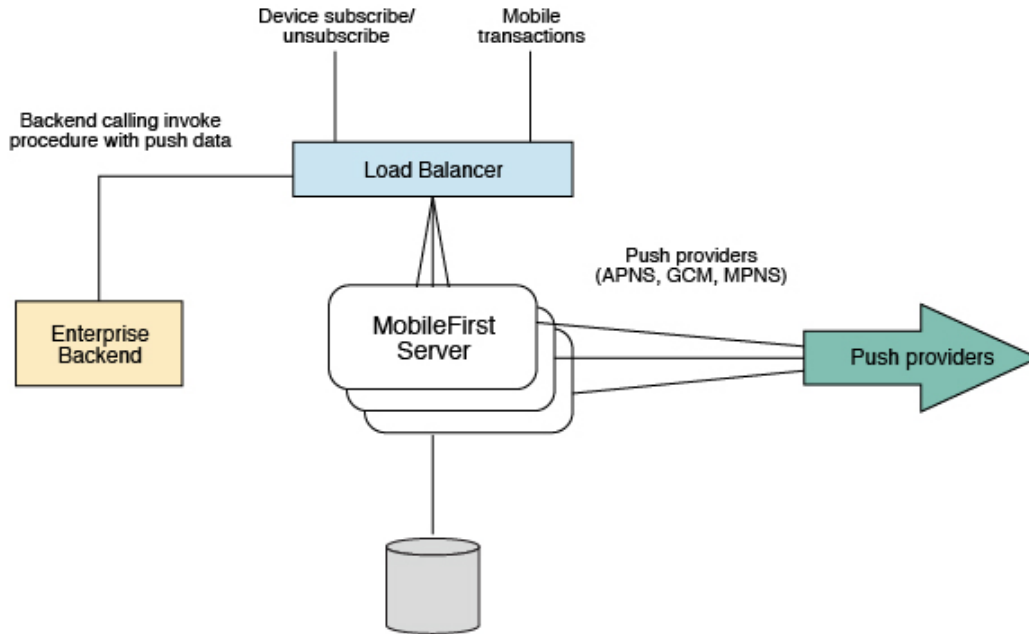 Device subscribe/
unsubscribe
Mobile
transactions
Backend calling invoke
procedure with push data
Load Balancer
Push providers
(APNS, GCM, MPNS)
Enterprise
Backend
MobileFirst
Server
Push providers